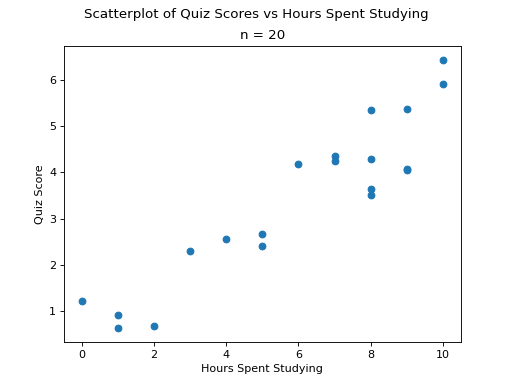 Scatterplot of Quiz Scores vs Hours Spent Studying
n = 20
6
5
4
3
2
1
Quiz Score
0 2 4 6 8 10
Hours Spent Studying